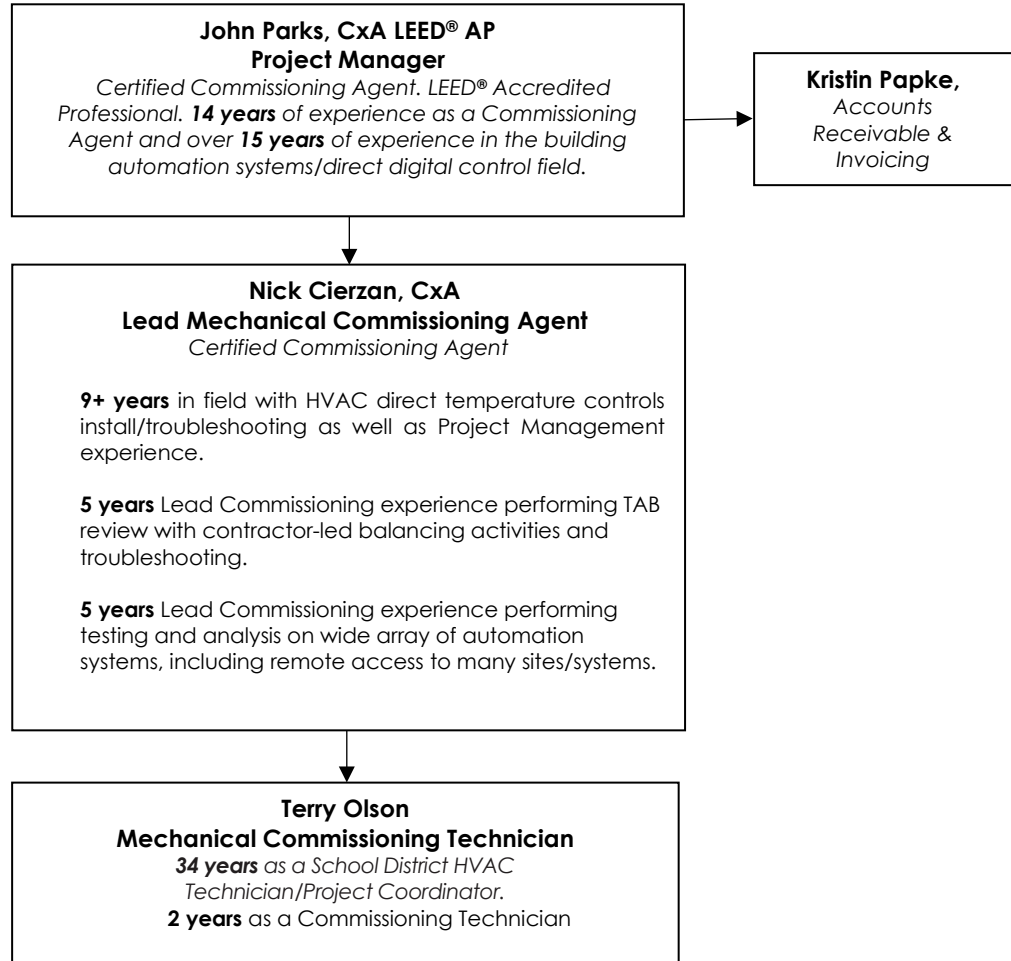 John Parks, CxA LEED® AP
Project Manager
Certified Commissioning Agent. LEED® Accredited
Professional. 14 years of experience as a Commissioning
Agent and over 15 years of experience in the building
automation systems/direct digital control field.
Kristin Papke,
Accounts
Receivable &
Invoicing
Nick Cierzan, CxA
Lead Mechanical Commissioning Agent
Certified Commissioning Agent
9+ years in field with HVAC direct temperature controls
install/troubleshooting as well as Project Management
experience.
5 years Lead Commissioning experience performing TAB
review with contractor-led balancing activities and
troubleshooting.
5 years Lead Commissioning experience performing
testing and analysis on wide array of automation
systems, including remote access to many sites/systems.
Terry Olson
Mechanical Commissioning Technician
34 years as a School District HVAC
Technician/Project Coordinator.
2 years as a Commissioning Technician